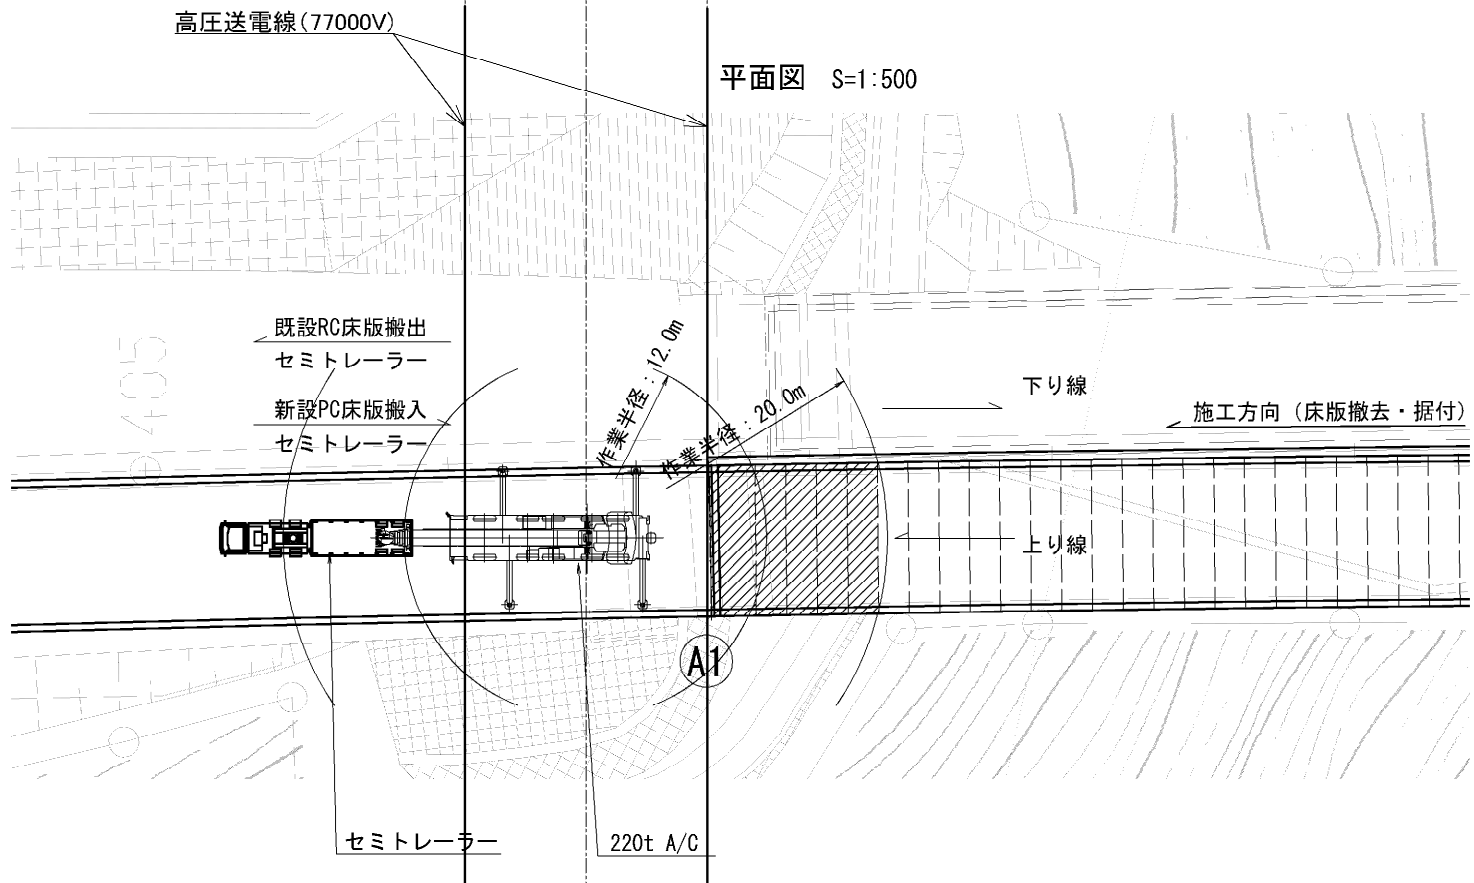 高圧送電線(77000V)
平面図 S=1:500
既設RC床版搬出
セミトレーラー
新設PC床版搬入
セミトレーラー
405
作業半径：12.0m
作業半径：20.0m
下り線
施工方向（床版撤去・据付）
上り線
A1
セミトレーラー
220t A/C